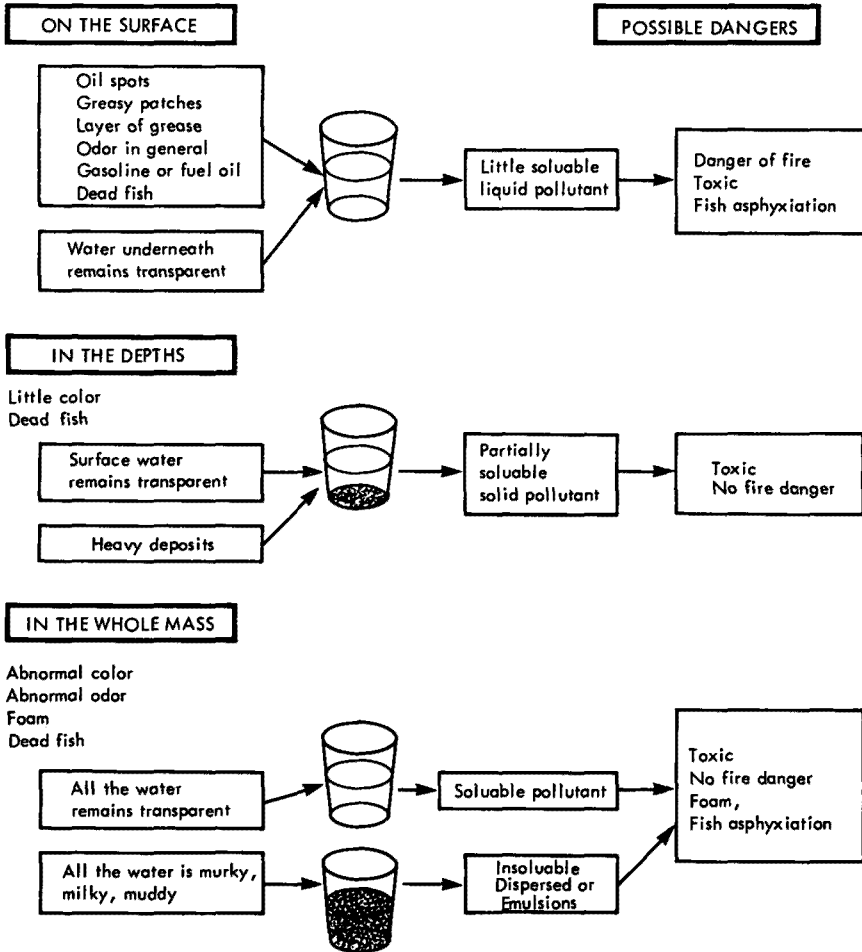 ON THE SURFACE
POSSIBLE DANGERS
Oil spots
Greasy patches
Layer of grease
Odor in general
Gasoline or fuel oil
Dead fish
Water underneath
remains transparent
Little soluable
liquid pollutant
Danger of fire
Toxic
Fish asphyxiation
IN THE DEPTHS
Little color
Dead fish
Surface water
remains transparent
Heavy deposits
Partially
soluable
solid pollutant
Toxic
No fire danger
IN THE WHOLE MASS
Abnormal color
Abnormal odor
Foam
Dead fish
All the water
remains transparent
Soluable pollutant
All the water is murky,
milky, muddy
Insoluable
Dispersed or
Emulsions
Toxic
No fire danger
Foam,
Fish asphyxiation